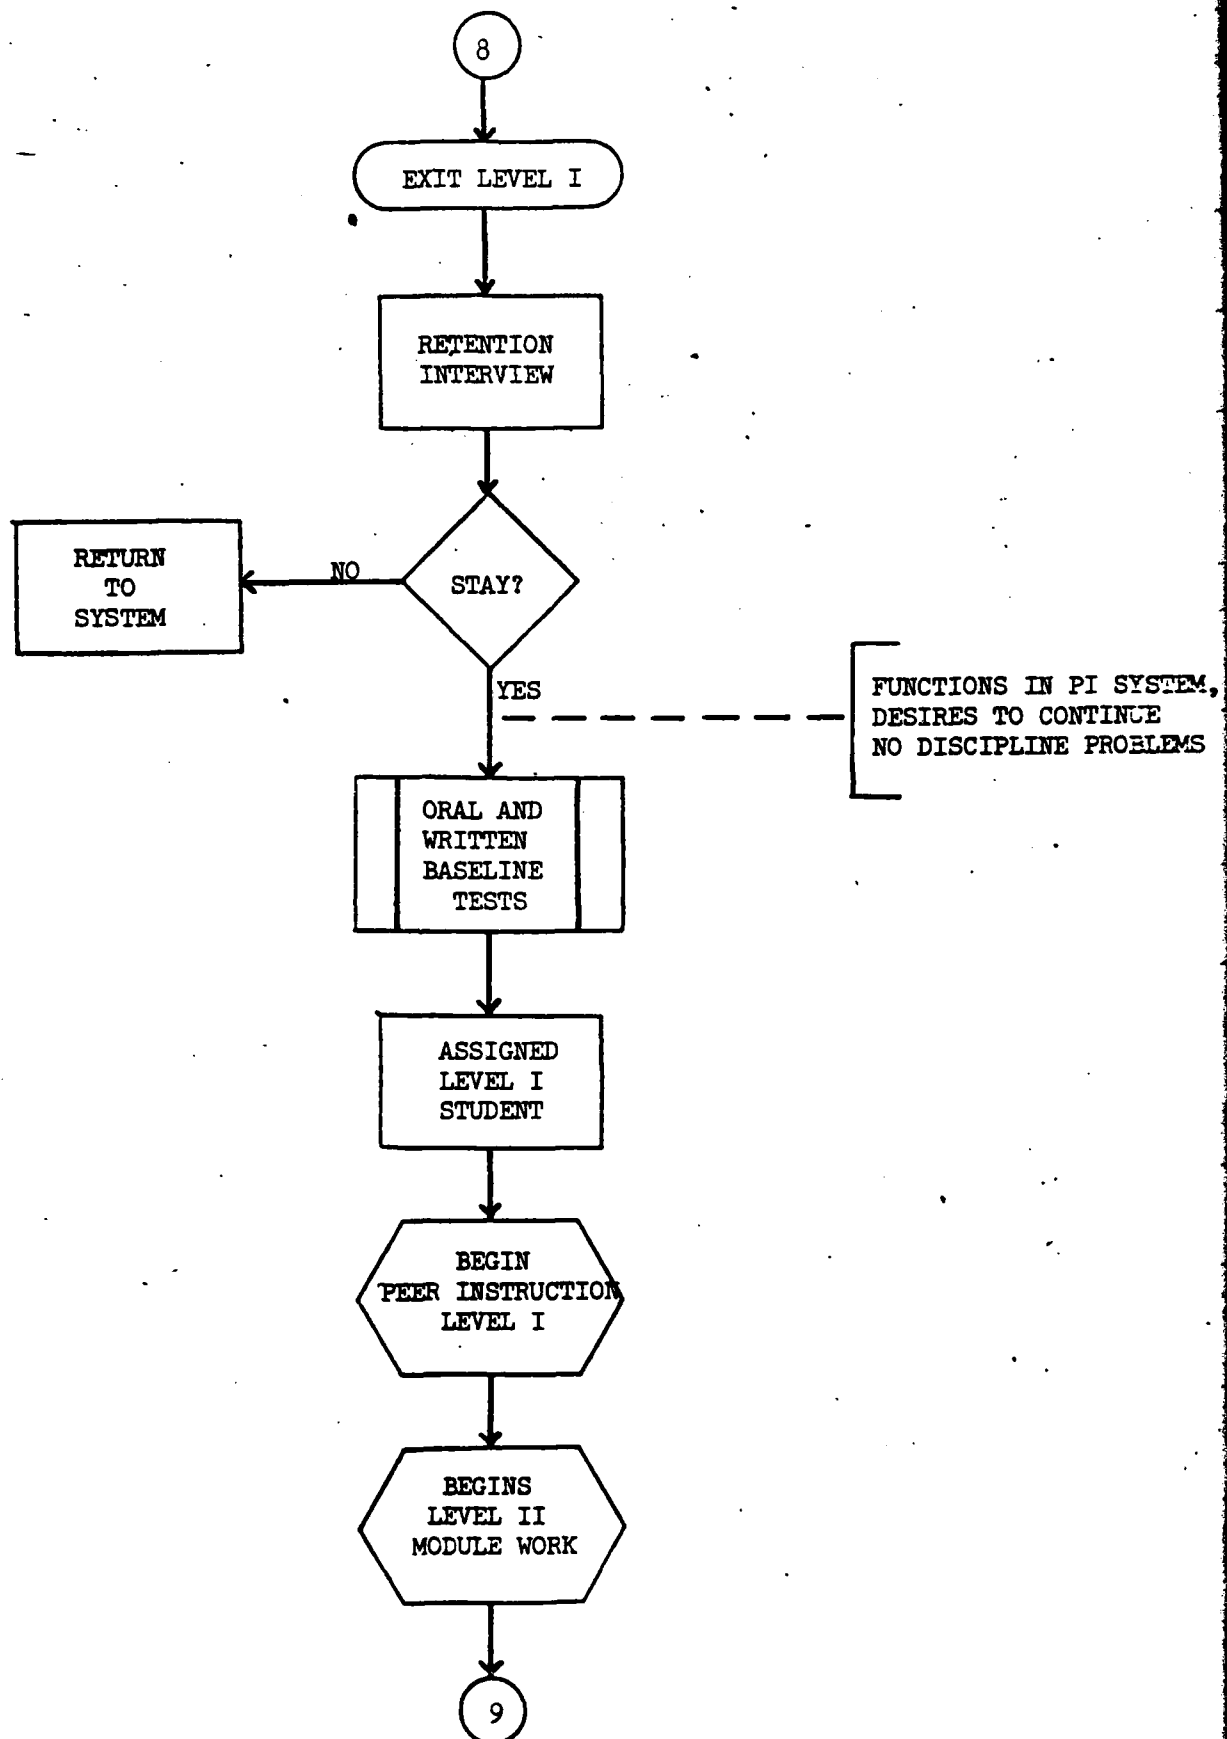 8
EXIT LEVEL I
RETENTION
INTERVIEW
STAY?
NO
RETURN
TO
SYSTEM
YES
FUNCTIONS IN PI SYSTEM,
DESIRES TO CONTINUE
NO DISCIPLINE PROBLEMS
ORAL AND
WRITTEN
BASELINE
TESTS
ASSIGNED
LEVEL I
STUDENT
BEGIN
PEER INSTRUCTION
LEVEL I
BEGINS
LEVEL II
MODULE WORK
9